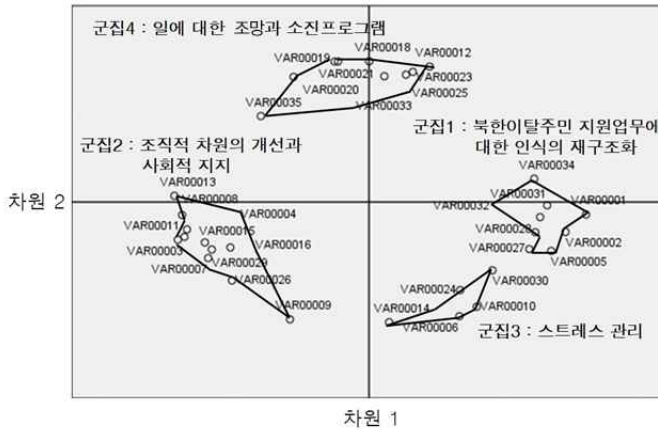 군집4 : 일에 대한 조망과 소진프로그램
VAR00018
VAR00019
VAR00012
VAR00021
VAR00023
VAR00020
VAR00025
VAR00035
VAR00033
군집1 : 북한이탈주민 지원업무에
대한 인식의 재구조화
군집2 : 조직적 차원의 개선과
사회적 지지
VAR00034
VAR00013
VAR00008
VAR00031
VAR00032
VAR00001
차원 2
VAR00004
VAR00011
VAR00015
VAR00028
VAR00002
VAR00003
VAR00016
VAR00027
VAR00005
VAR00007
VAR00029
VAR00026
VAR00030
VAR00024
VAR00009
VAR00014
VAR00010
VAR00006
군집3 : 스트레스 관리
차원 1